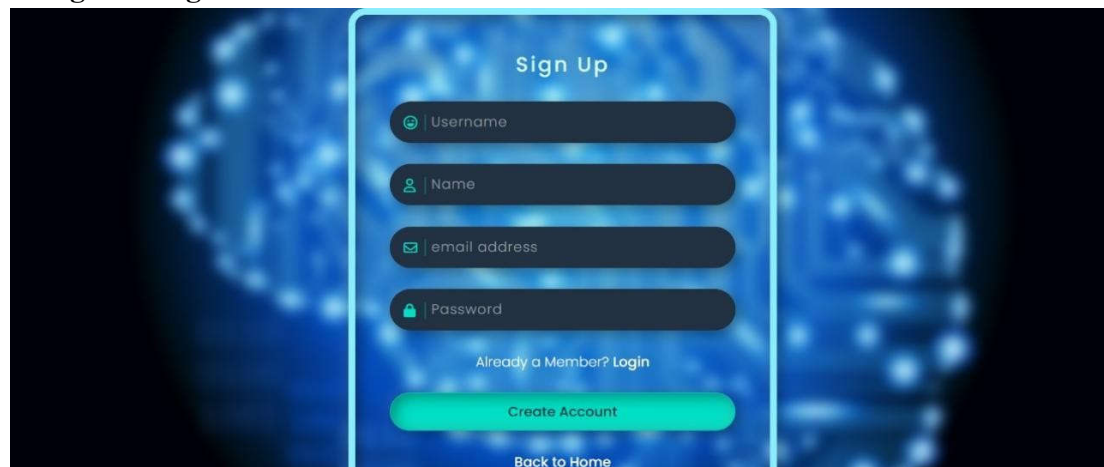 Sign Up
Username
Name
email address
Password
Already a Member? Login
Create Account
Back to Home